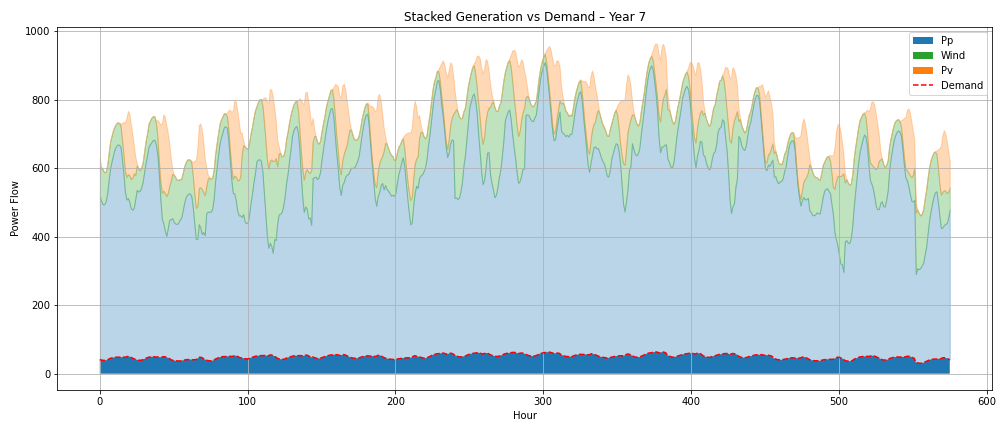 Stacked Generation vs Demand – Year 7
Pp
Wind
Pv
Demand
1000
800
600
400
200
0
Power Flow
0 100 200 300 400 500 600
Hour